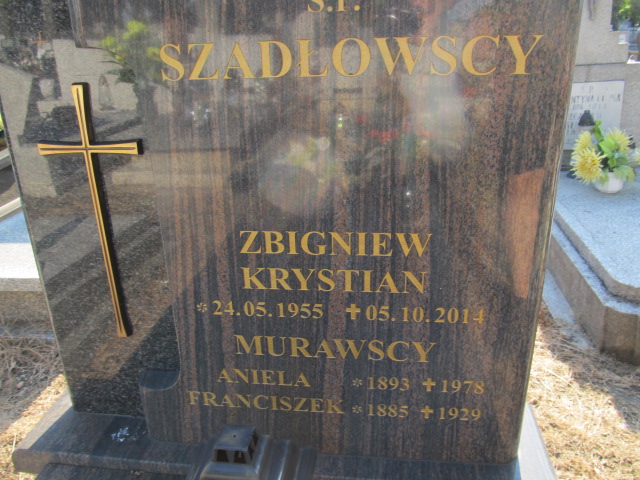 Ś.P.
SZADŁOWSCY
ZBIGNIEW
KRYSTIAN
* 24.05.1955 ✝ 05.10.2014
MURAWSCY
ANIELA * 1893 ✝ 1978
FRANCISZEK * 1885 ✝ 1929